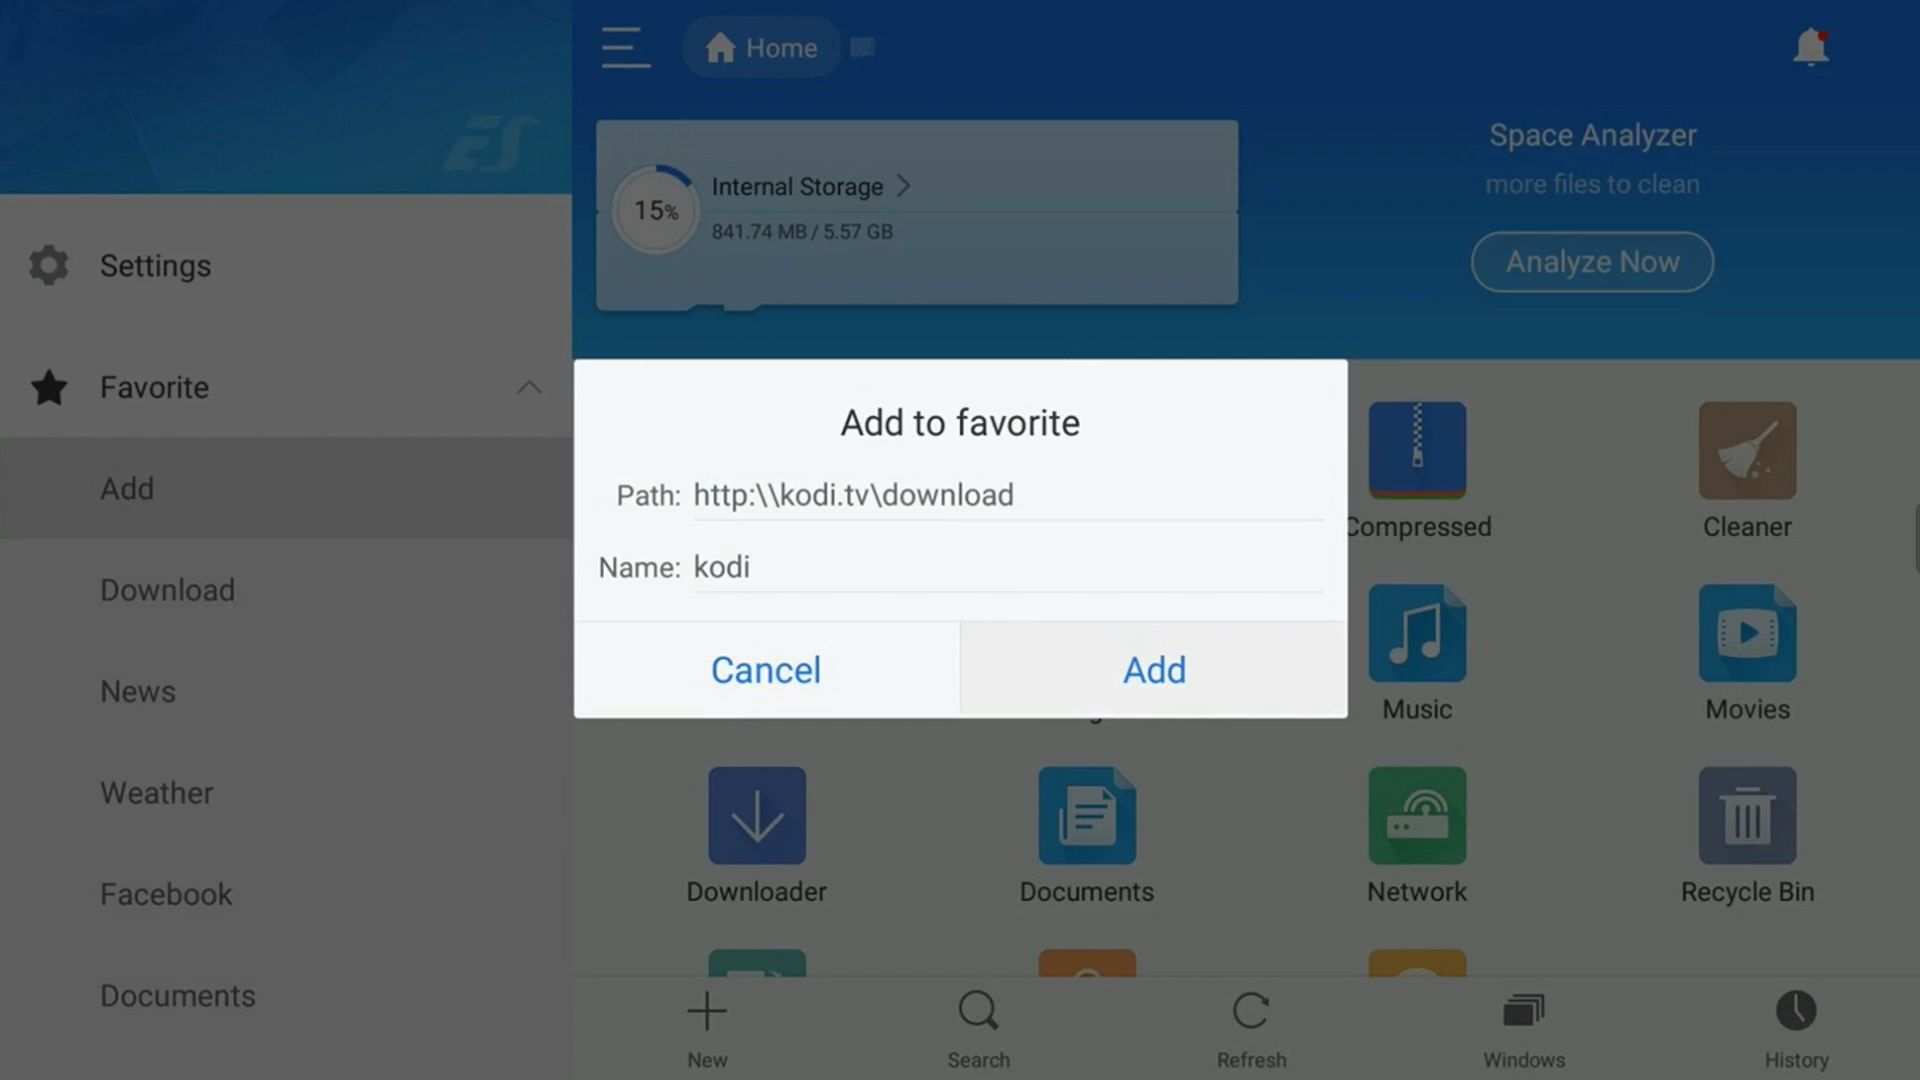 ES
Settings
Favorite
Add
Download
News
Weather
Facebook
Documents
Home
Internal Storage
15%
841.74 MB / 5.57 GB
Space Analyzer
more files to clean
Analyze Now
Add to favorite
Path: http:\\kodi.tv\download
Name: kodi
Cancel
Add
Compressed
Cleaner
Music
Movies
Downloader
Documents
Network
Recycle Bin
New
Search
Refresh
Windows
History